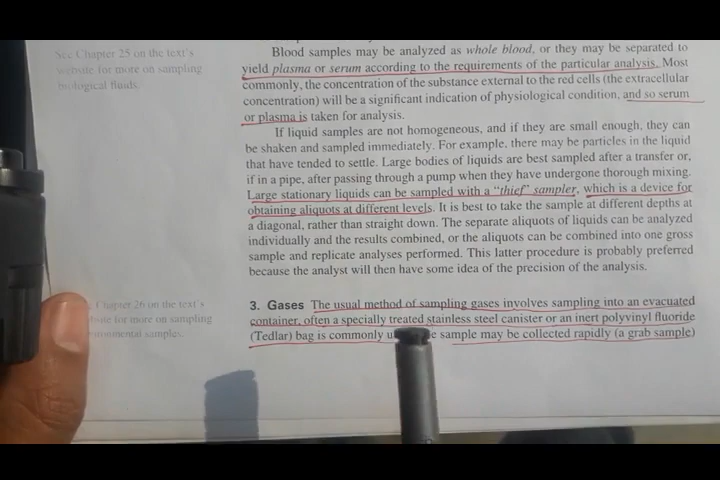 See Chapter 25 on the text's
website for more on sampling
biological fluids.
Blood samples may be analyzed as whole blood, or they may be separated to
yield plasma or serum according to the requirements of the particular analysis. Most
commonly, the concentration of the substance external to the red cells (the extracellular
concentration) will be a significant indication of physiological condition, and so serum
or plasma is taken for analysis.
If liquid samples are not homogeneous, and if they are small enough, they can
be shaken and sampled immediately. For example, there may be particles in the liquid
that have tended to settle. Large bodies of liquids are best sampled after a transfer or,
if in a pipe, after passing through a pump when they have undergone thorough mixing.
Large stationary liquids can be sampled with a "thief" sampler, which is a device for
obtaining aliquots at different levels. It is best to take the sample at different depths at
a diagonal, rather than straight down. The separate aliquots of liquids can be analyzed
individually and the results combined, or the aliquots can be combined into one gross
sample and replicate analyses performed. This latter procedure is probably preferred
because the analyst will then have some idea of the precision of the analysis.
Chapter 26 on the text's
for more on sampling
samples.
3. Gases The usual method of sampling gases involves sampling into an evacuated
container, often a specially treated stainless steel canister or an inert polyvinyl fluoride
(Tedlar) bag is commonly sample may be collected rapidly (a grab sample)